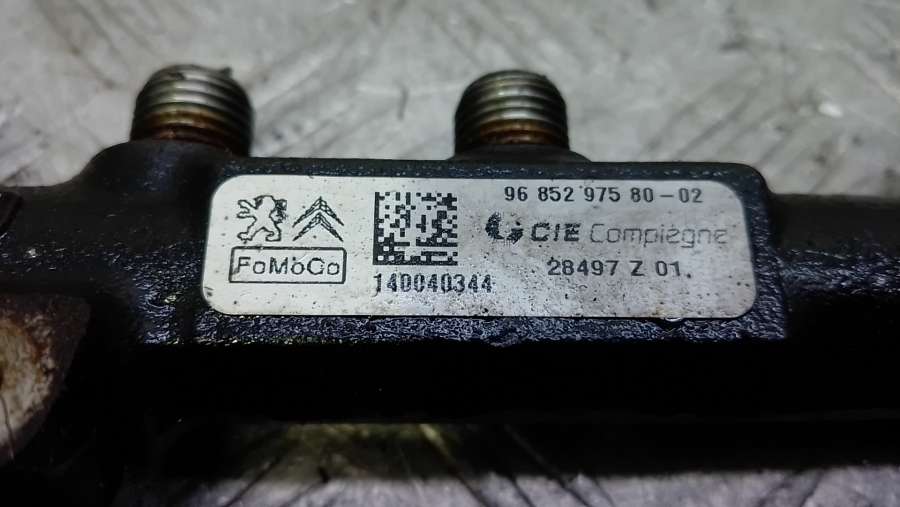 96 852 975 80-02
CIE Compiègne
FoMoCo
140040344
28497 Z 01.